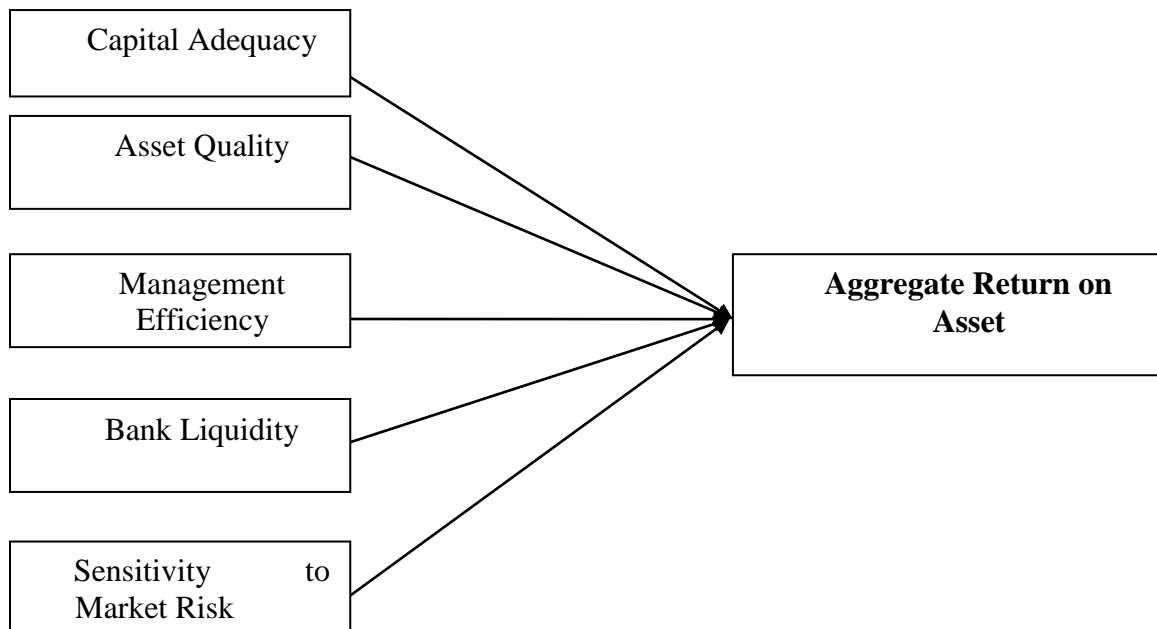 Capital Adequacy
Asset Quality
Management
Efficiency
Aggregate Return on
Asset
Bank Liquidity
Sensitivity to
Market Risk